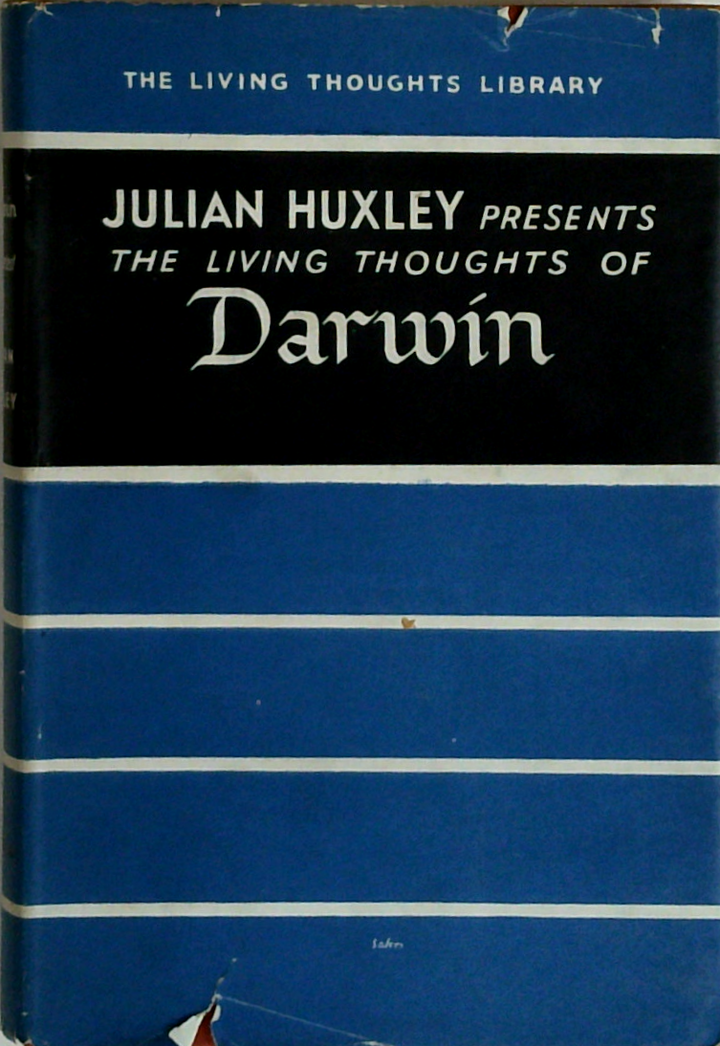 THE LIVING THOUGHTS LIBRARY
JULIAN HUXLEY PRESENTS
THE LIVING THOUGHTS OF
Darwin